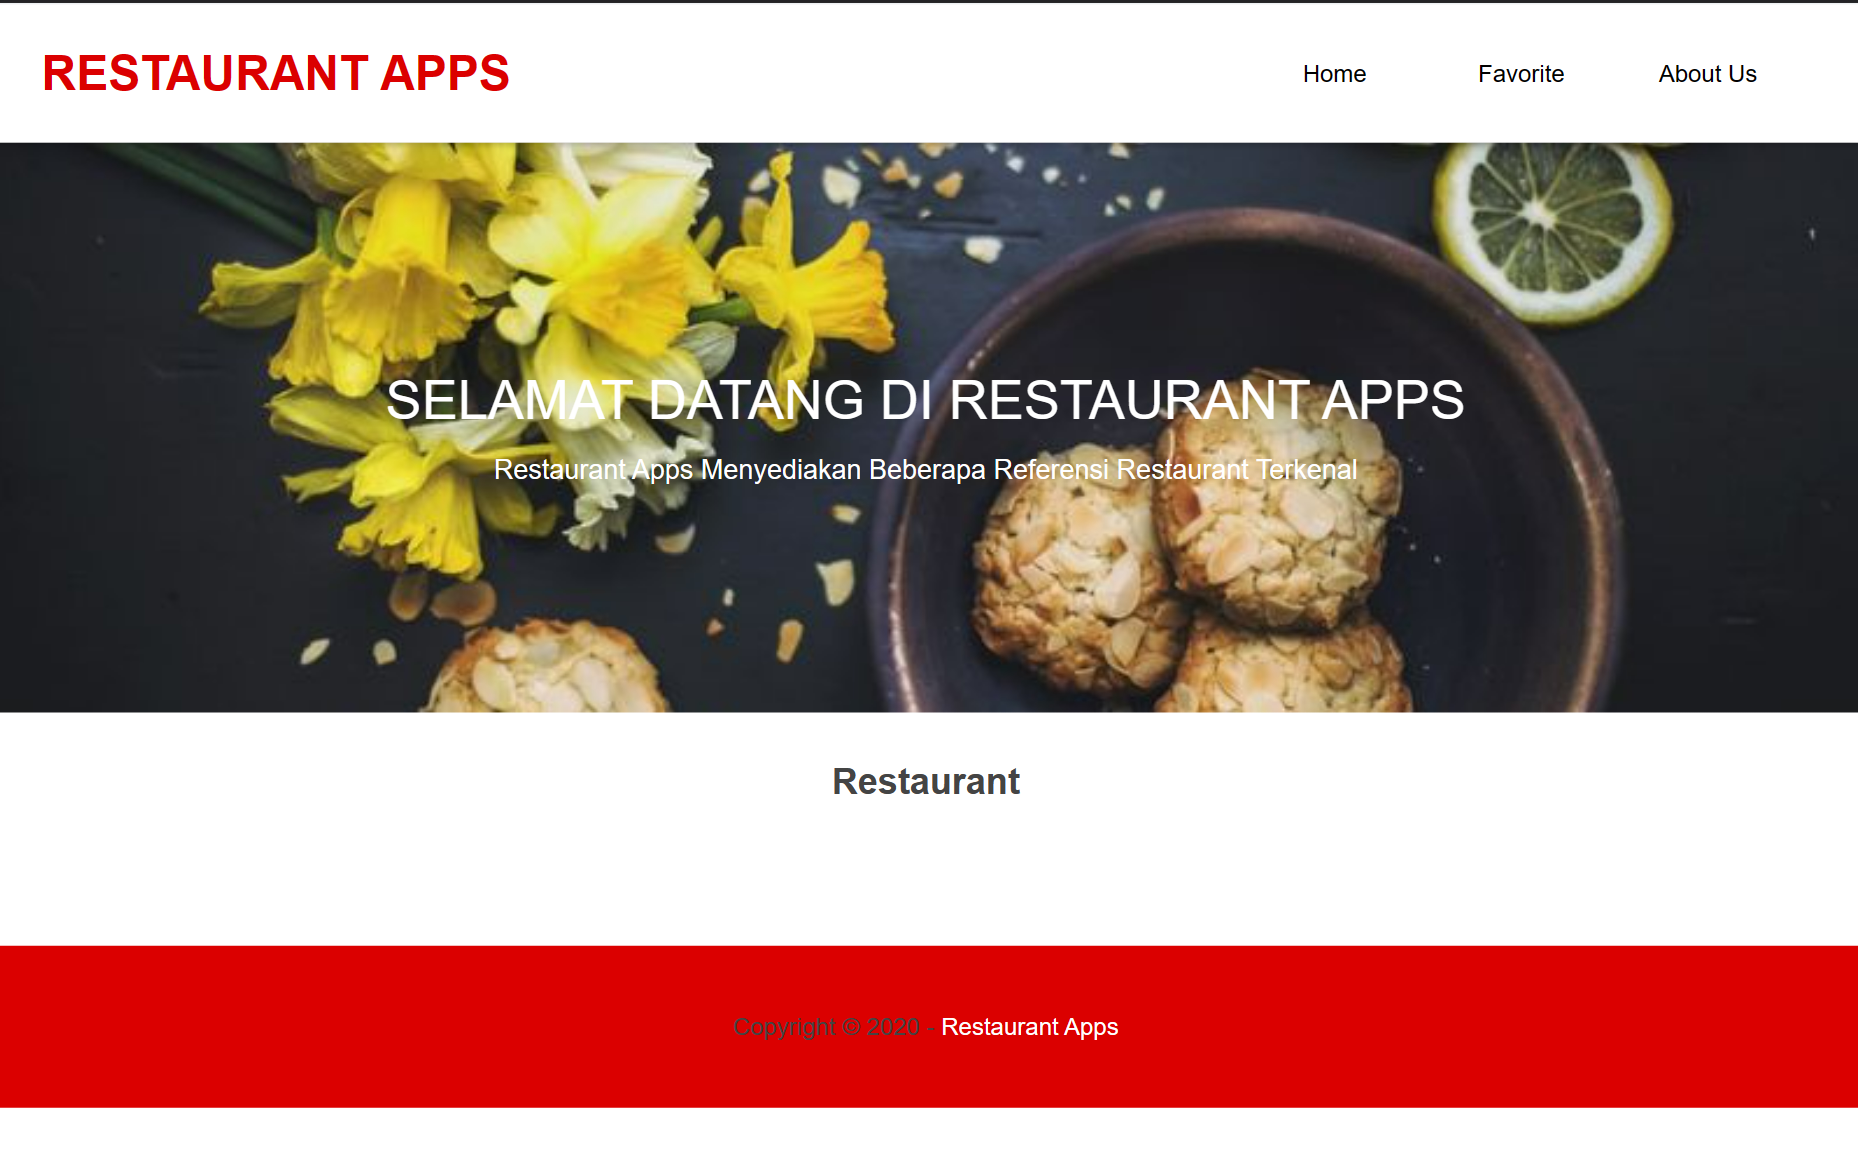 RESTAURANT APPS
Home Favorite About Us
SELAMAT DATANG DI RESTAURANT APPS
Restaurant Apps Menyediakan Beberapa Referensi Restaurant Terkenal
Restaurant
Copyright © 2020 - Restaurant Apps